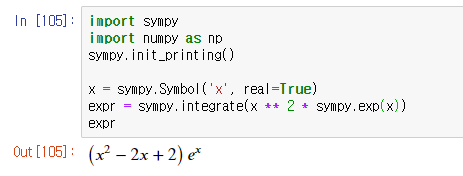 In [105]:
import sympy
import numpy as np
sympy.init_printing()
x = sympy.Symbol('x', real=True)
expr = sympy.integrate(x ** 2 * sympy.exp(x))
expr
Out[105]: (x² − 2x + 2) eˣ